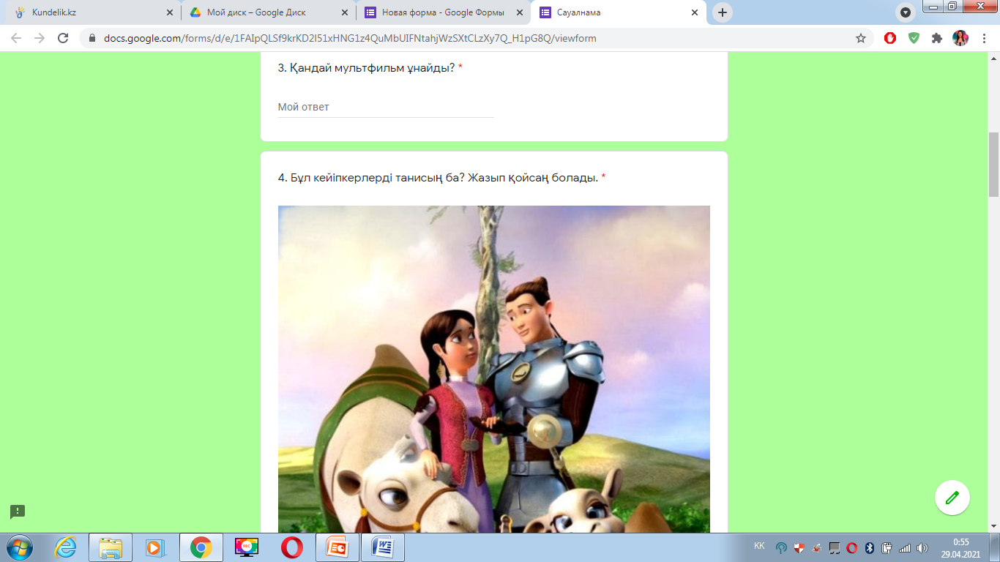 Kundelik.kz
Мой диск – Google Диск
Новая форма - Google Формы
Сауалнама
docs.google.com/forms/d/e/1FAIpQLSf9krKD2I51xHNG1z4QuMbUIFNtahjWzSXtCLzXy7Q_H1pG8Q/viewform
3. Қандай мультфильм ұнайды? *
Мой ответ
4. Бұл кейіпкерлерді танисың ба? Жазып қойсаң болады. *
REC
KK
0:55
29.04.2021